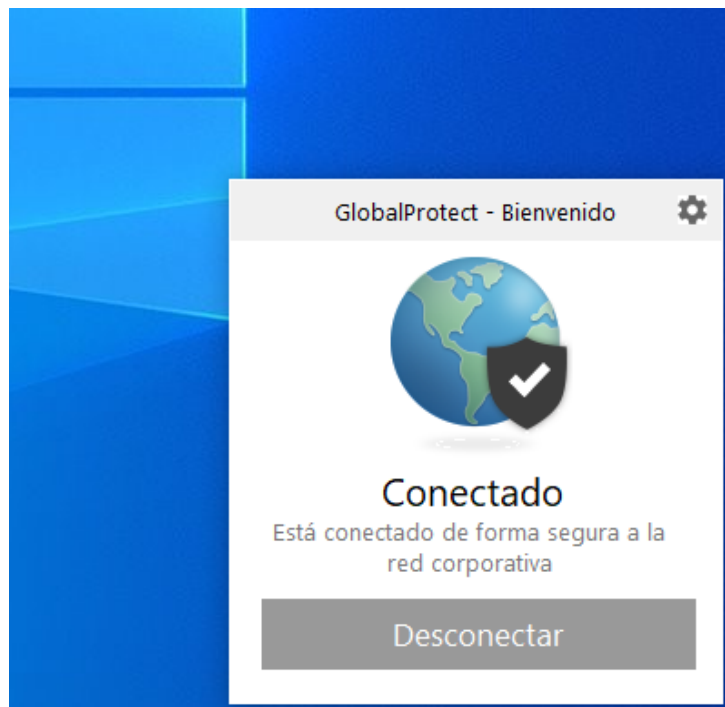 GlobalProtect - Bienvenido
Conectado
Está conectado de forma segura a la
red corporativa
Desconectar